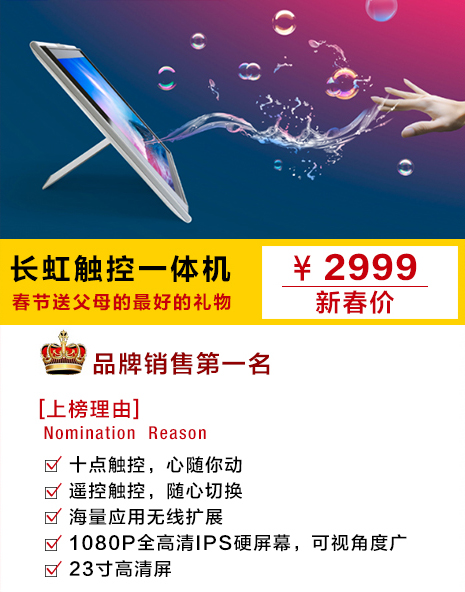 长虹触控一体机
春节送父母的最好的礼物
¥ 2999
新春价
品牌销售第一名
[上榜理由]
Nomination Reason
十点触控，心随你动
遥控触控，随心切换
海量应用无线扩展
1080P全高清IPS硬屏幕，可视角度广
23寸高清屏